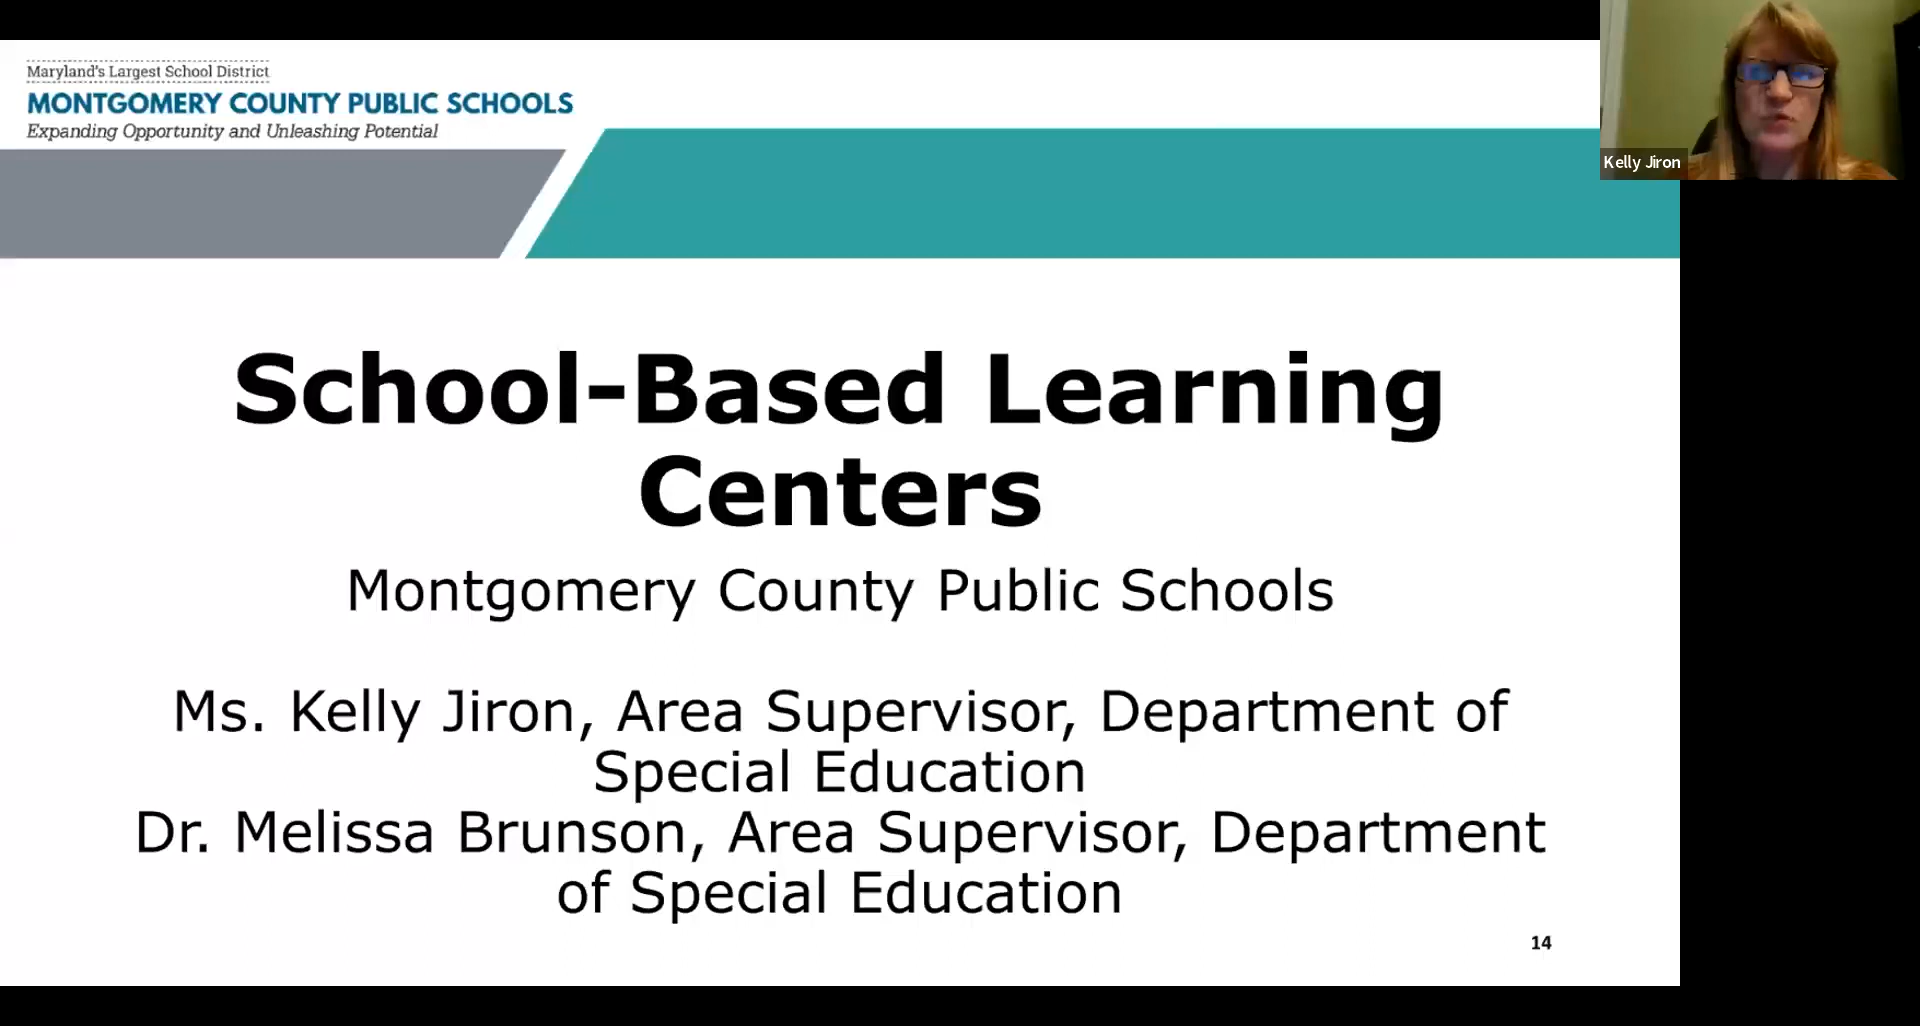 Maryland's Largest School District
MONTGOMERY COUNTY PUBLIC SCHOOLS
Expanding Opportunity and Unleashing Potential
Kelly Jiron
School-Based Learning
Centers
Montgomery County Public Schools
Ms. Kelly Jiron, Area Supervisor, Department of
Special Education
Dr. Melissa Brunson, Area Supervisor, Department
of Special Education
14